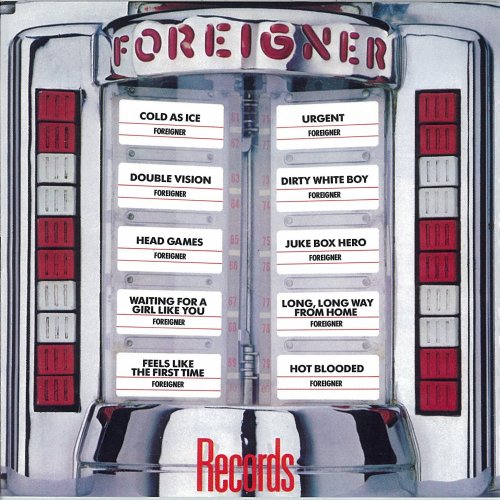 FOREIGNER
COLD AS ICE
FOREIGNER
DOUBLE VISION
FOREIGNER
HEAD GAMES
FOREIGNER
WAITING FOR A
GIRL LIKE YOU
FOREIGNER
FEELS LIKE
THE FIRST TIME
FOREIGNER
URGENT
FOREIGNER
DIRTY WHITE BOY
FOREIGNER
JUKE BOX HERO
FOREIGNER
LONG, LONG WAY
FROM HOME
FOREIGNER
HOT BLOODED
FOREIGNER
Records